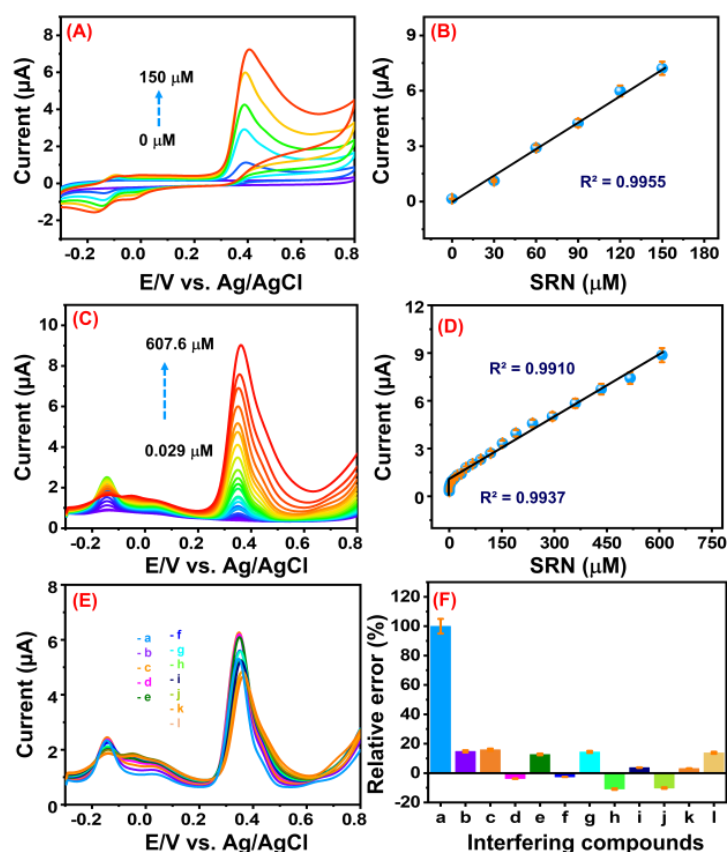 (A)
Current (µA)
8
6
4
2
0
-2
150 µM
0 µM
-0.2
0.0
0.2
0.4
0.6
0.8
E/V vs. Ag/AgCl
(B)
Current (µA)
9
6
3
0
R² = 0.9955
0
30
60
90
120
150
180
SRN (µM)
(C)
Current (µA)
10
8
6
4
2
0
607.6 µM
0.029 µM
-0.2
0.0
0.2
0.4
0.6
0.8
E/V vs. Ag/AgCl
(D)
Current (µA)
12
9
6
3
0
R² = 0.9910
R² = 0.9937
0
150
300
450
600
750
SRN (µM)
(E)
Current (µA)
8
6
4
2
0
- a
- b
- c
- d
- e
- f
- g
- h
- i
- j
- k
- l
-0.2
0.0
0.2
0.4
0.6
0.8
E/V vs. Ag/AgCl
(F)
Relative error (%)
120
100
80
60
40
20
0
-20
a b c d e f g h i j k l
Interfering compounds